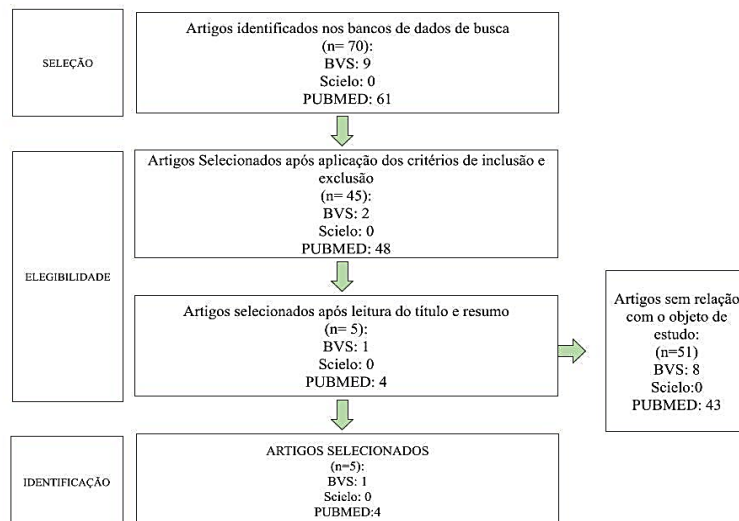 SELEÇÃO
Artigos identificados nos bancos de dados de busca
(n= 70):
BVS: 9
Scielo: 0
PUBMED: 61
ELEGIBILIDADE
Artigos Selecionados após aplicação dos critérios de inclusão e
exclusão
(n= 45):
BVS: 2
Scielo: 0
PUBMED: 48
Artigos selecionados após leitura do título e resumo
(n= 5):
BVS: 1
Scielo: 0
PUBMED: 4
Artigos sem relação
com o objeto de
estudo:
(n=51)
BVS: 8
Scielo:0
PUBMED: 43
IDENTIFICAÇÃO
ARTIGOS SELECIONADOS
(n=5):
BVS: 1
Scielo: 0
PUBMED:4